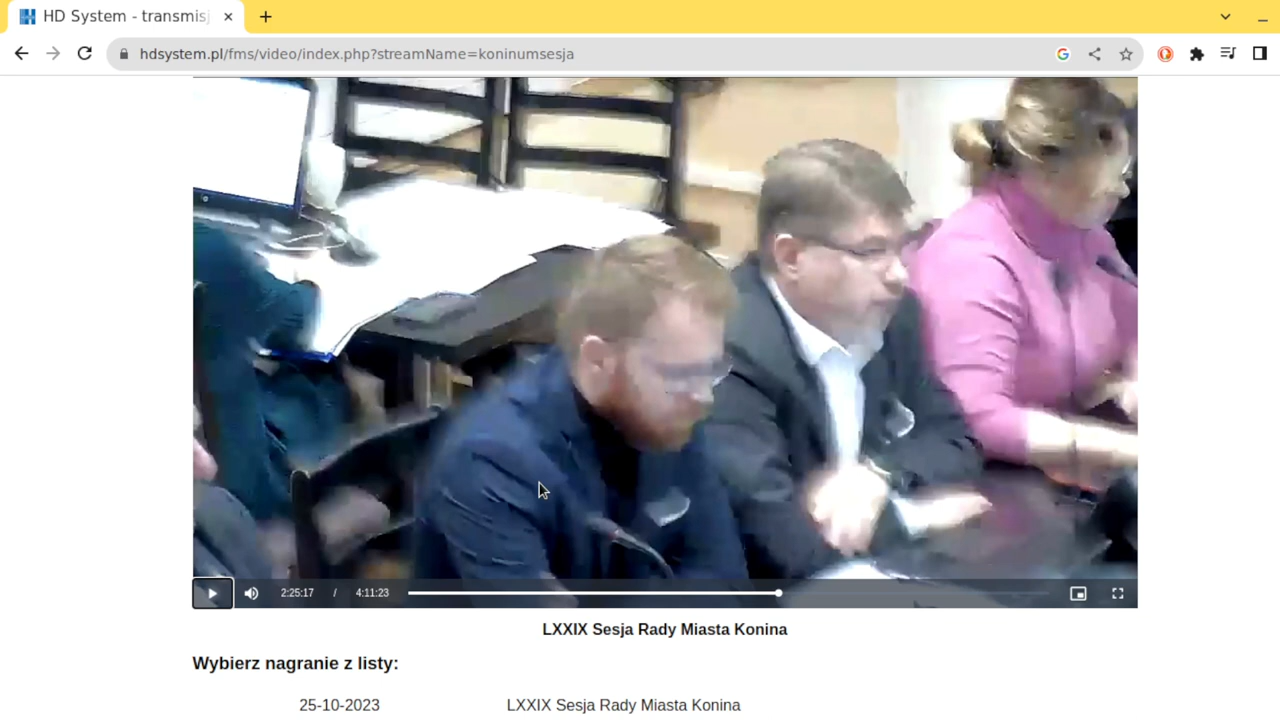 HD System - transmisj
hdsystem.pl/fms/video/index.php?streamName=koninumsesja
2:25:17 / 4:11:23
LXXIX Sesja Rady Miasta Konina
Wybierz nagranie z listy:
25-10-2023 LXXIX Sesja Rady Miasta Konina